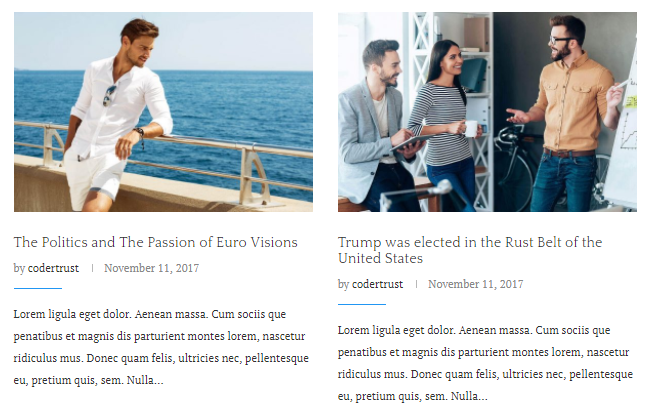 The Politics and The Passion of Euro Visions
by codertrust | November 11, 2017
Lorem ligula eget dolor. Aenean massa. Cum sociis que
penatibus et magnis dis parturient montes lorem, nascetur
ridiculus mus. Donec quam felis, ultricies nec, pellentesque
eu, pretium quis, sem. Nulla...
Trump was elected in the Rust Belt of the
United States
by codertrust | November 11, 2017
Lorem ligula eget dolor. Aenean massa. Cum sociis que
penatibus et magnis dis parturient montes lorem, nascetur
ridiculus mus. Donec quam felis, ultricies nec, pellentesque
eu, pretium quis, sem. Nulla...